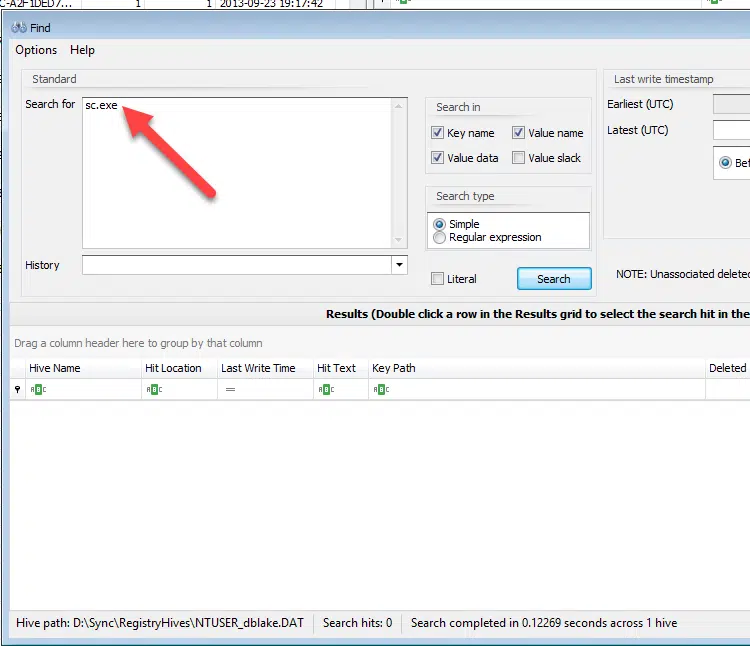 C-A2F1DED7... 1 1 2013-09-23 19:17:42
Find
Options Help
Standard
Search for sc.exe
History
Search in
Key name Value name
Value data Value slack
Search type
Simple
Regular expression
Literal Search
Last write timestamp
Earliest (UTC)
Latest (UTC)
Bef
NOTE: Unassociated deleted
Results (Double click a row in the Results grid to select the search hit in the
Drag a column header here to group by that column
Hive Name Hit Location Last Write Time Hit Text Key Path Deleted
ABC ABC = ABC ABC
Hive path: D:\Sync\RegistryHives\NTUSER_dblake.DAT Search hits: 0 Search completed in 0.12269 seconds across 1 hive